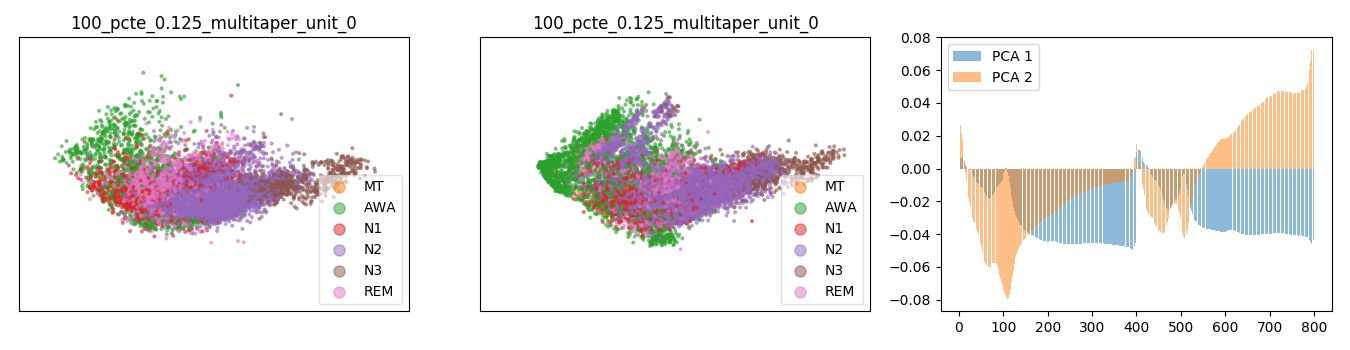 100_pcte_0.125_multitaper_unit_0
MT
AWA
N1
N2
N3
REM
100_pcte_0.125_multitaper_unit_0
MT
AWA
N1
N2
N3
REM
PCA 1
PCA 2
0.08
0.06
0.04
0.02
0.00
−0.02
−0.04
−0.06
−0.08
0 100 200 300 400 500 600 700 800